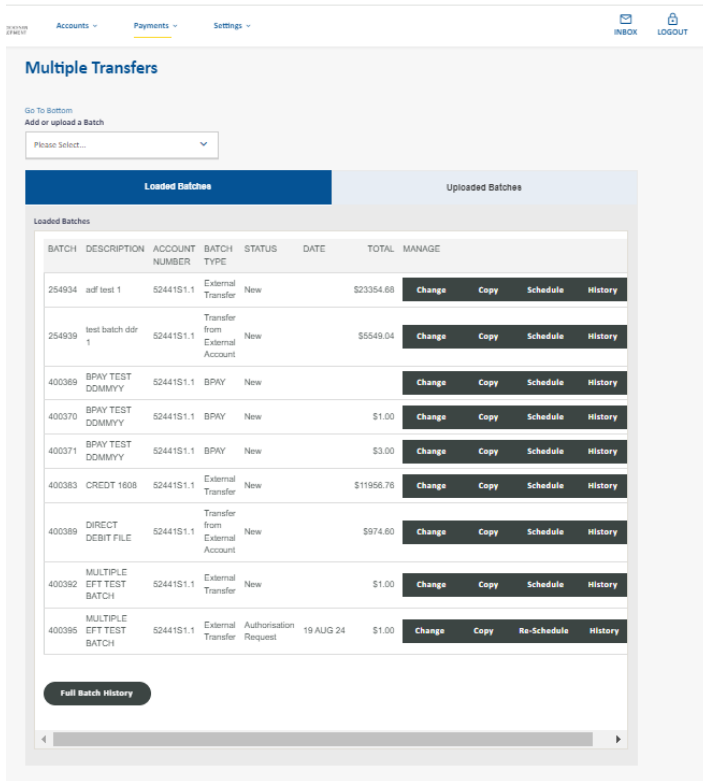 Accounts
Payments
Settings
INBOX
LOGOUT
Multiple Transfers
Go To Bottom
Add or upload a Batch
Please Select...
Loaded Batches
Uploaded Batches
Loaded Batches
BATCH DESCRIPTION ACCOUNT NUMBER BATCH TYPE STATUS DATE TOTAL MANAGE
254934 adf test 1 52441S1.1 External Transfer New $23354.68 Change Copy Schedule History
254939 test batch ddr 1 52441S1.1 Transfer from External Account New $5549.04 Change Copy Schedule History
400369 BPAY TEST DDMMYY 52441S1.1 BPAY New Change Copy Schedule History
400370 BPAY TEST DDMMYY 52441S1.1 BPAY New $1.00 Change Copy Schedule History
400371 BPAY TEST DDMMYY 52441S1.1 BPAY New $3.00 Change Copy Schedule History
400383 CREDT 1608 52441S1.1 External Transfer New $11956.76 Change Copy Schedule History
400389 DIRECT DEBIT FILE 52441S1.1 Transfer from External Account New $974.60 Change Copy Schedule History
400392 MULTIPLE EFT TEST BATCH 52441S1.1 External Transfer New $1.00 Change Copy Schedule History
400395 MULTIPLE EFT TEST BATCH 52441S1.1 External Transfer Authorisation Request 19 AUG 24 $1.00 Change Copy Re-Schedule History
Full Batch History